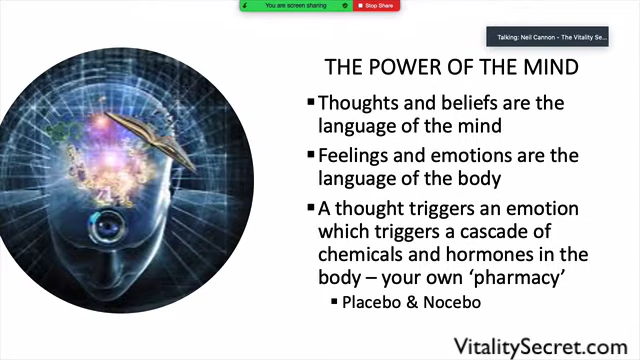 You are screen sharing
Stop Share
Talking: Neil Cannon - The Vitality Se...
THE POWER OF THE MIND
▪Thoughts and beliefs are the
language of the mind
▪Feelings and emotions are the
language of the body
▪A thought triggers an emotion
which triggers a cascade of
chemicals and hormones in the
body – your own ‘pharmacy’
▪Placebo & Nocebo
VitalitySecret.com